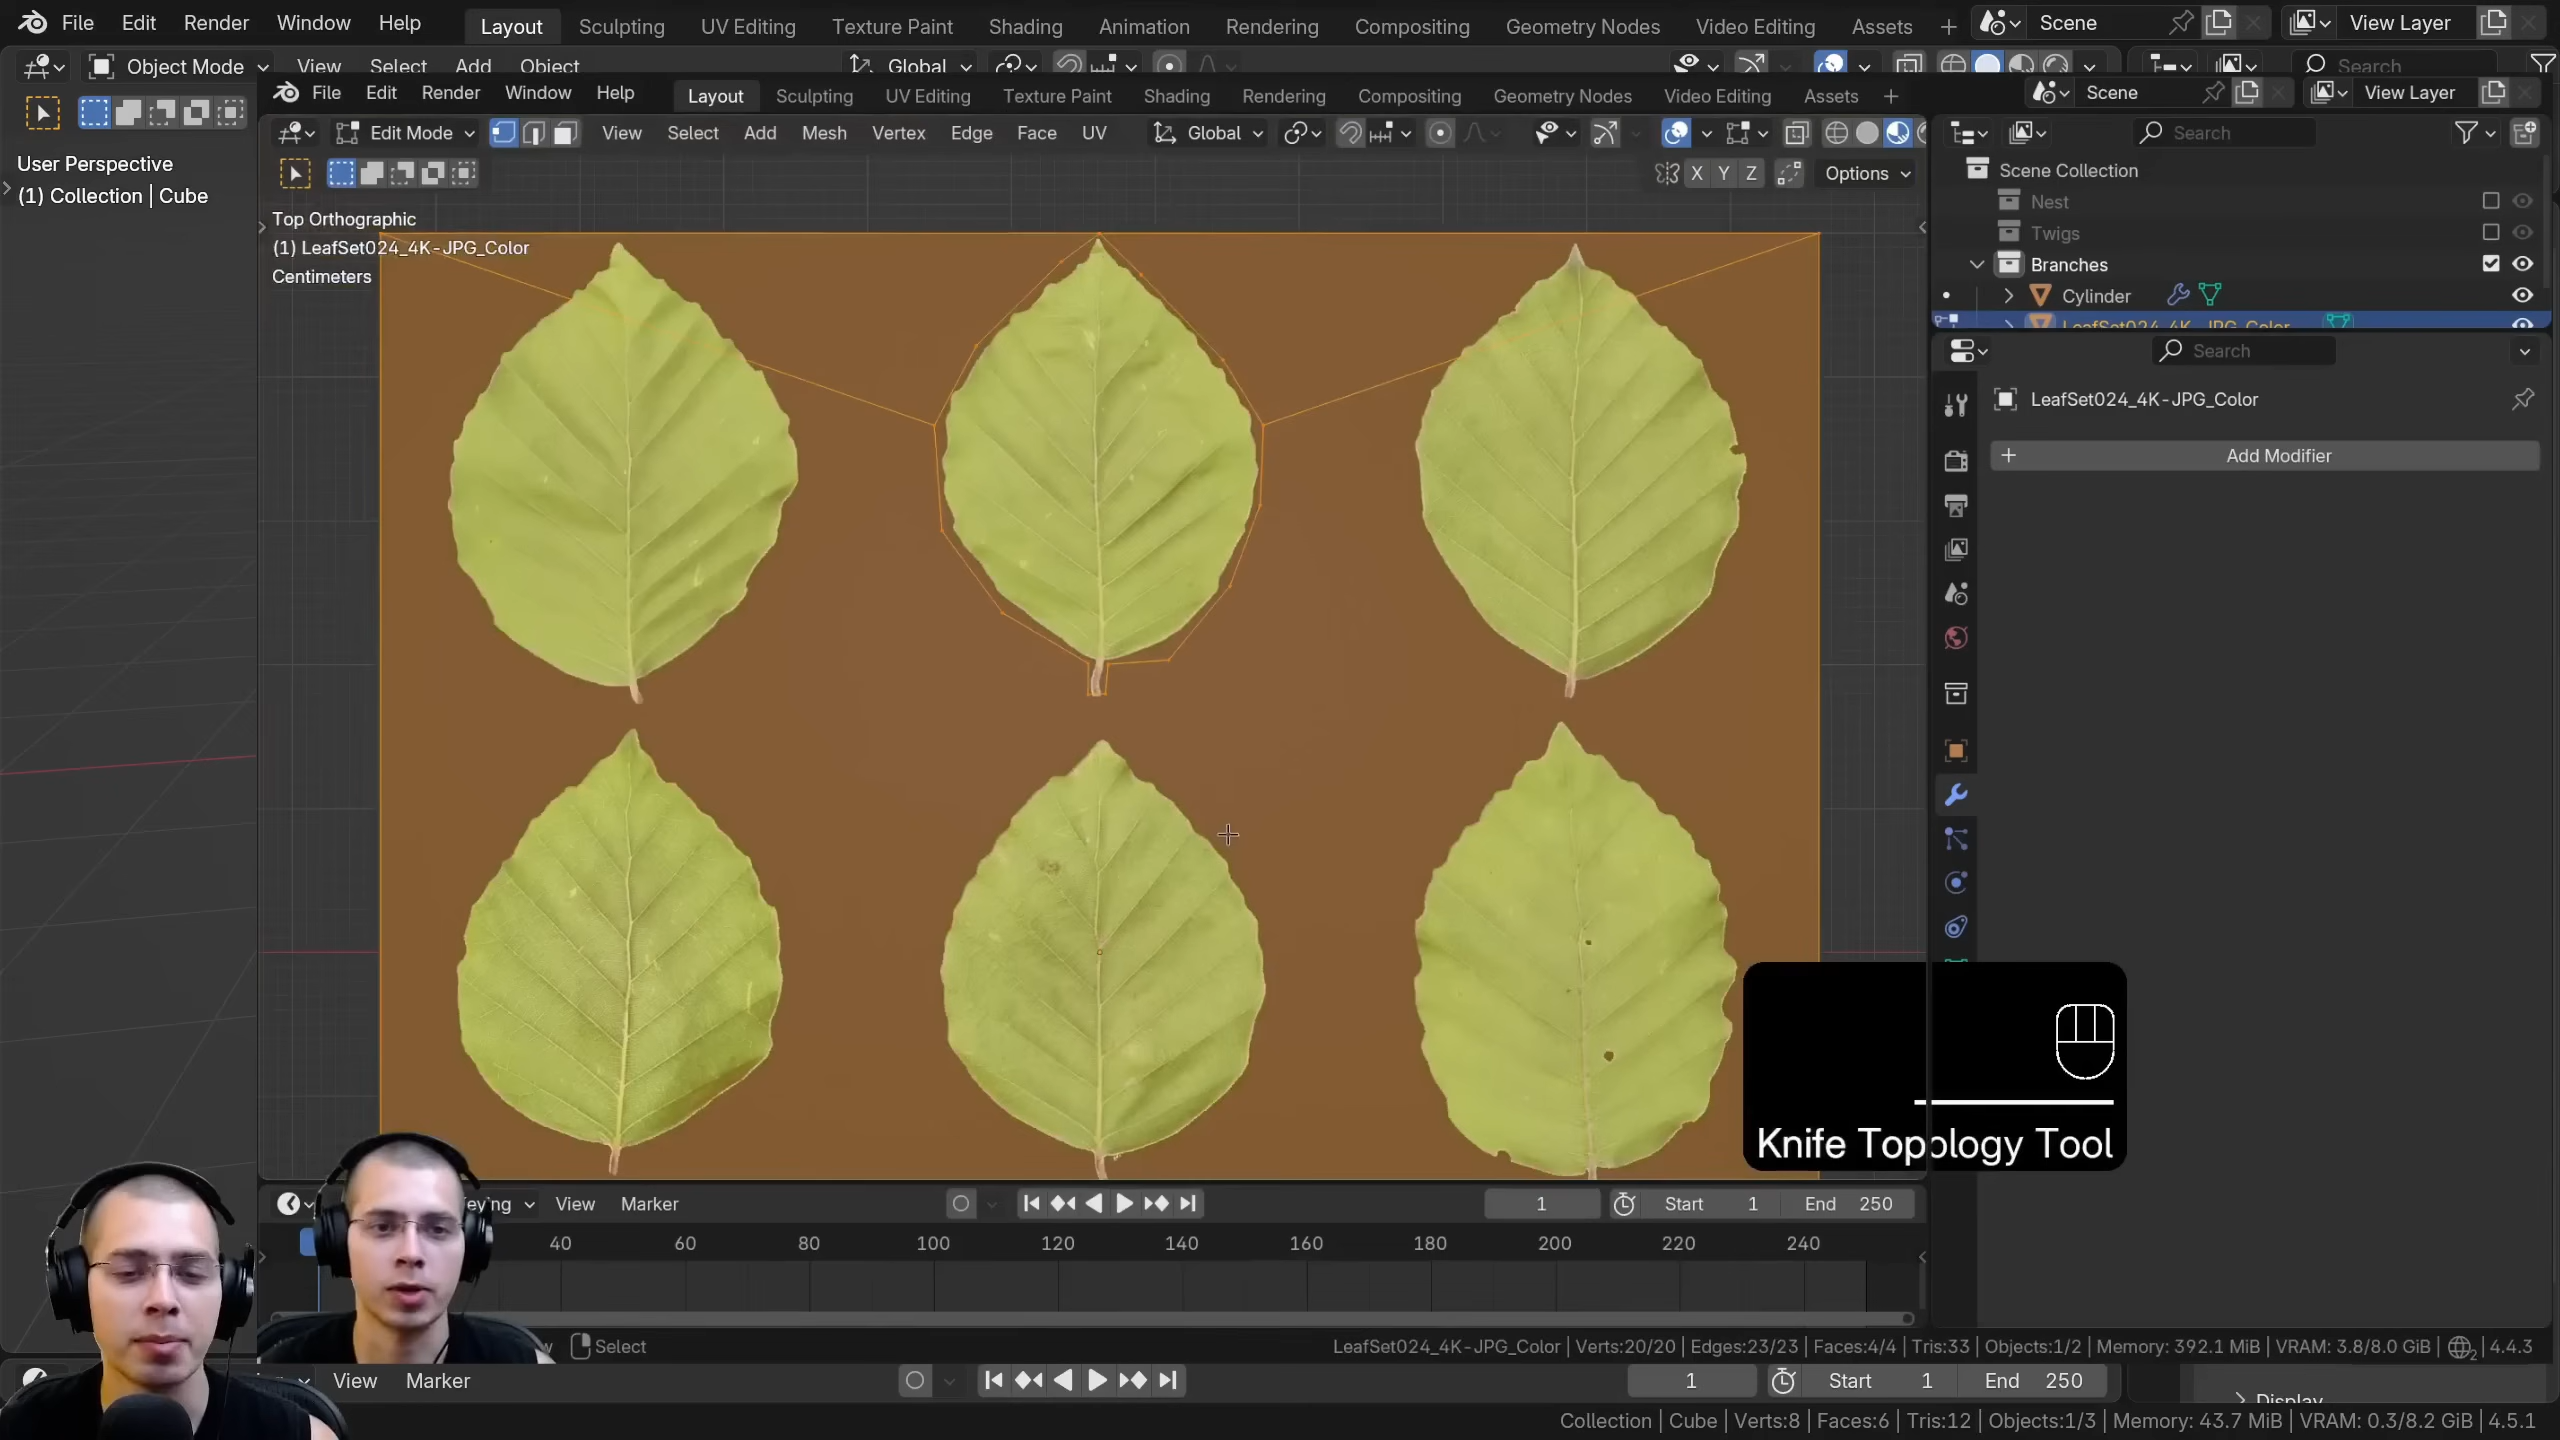 File Edit Render Window Help Layout Sculpting UV Editing Texture Paint Shading Animation Rendering Compositing Geometry Nodes Video Editing Assets + Scene View Layer
Object Mode View Select Add Object Global Search
File Edit Render Window Help Layout Sculpting UV Editing Texture Paint Shading Rendering Compositing Geometry Nodes Video Editing Assets + Scene View Layer
Edit Mode View Select Add Mesh Vertex Edge Face UV Global Search
X Y Z Options
User Perspective
(1) Collection | Cube
Top Orthographic
(1) LeafSet024_4K-JPG_Color
Centimeters
Scene Collection
Nest
Twigs
Branches
Cylinder
LeafSet024_4K-JPG_Color
Search
LeafSet024_4K-JPG_Color
+ Add Modifier
Knife Topology Tool
View Marker 1 Start 1 End 250
40 60 80 100 120 140 160 180 200 220 240
Select LeafSet024_4K-JPG_Color | Verts:20/20 | Edges:23/23 | Faces:4/4 | Tris:33 | Objects:1/2 | Memory: 392.1 MiB | VRAM: 3.8/8.0 GiB | 4.4.3
View Marker 1 Start 1 End 250
Display
Collection | Cube | Verts:8 | Faces:6 | Tris:12 | Objects:1/3 | Memory: 43.7 MiB | VRAM: 0.3/8.2 GiB | 4.5.1